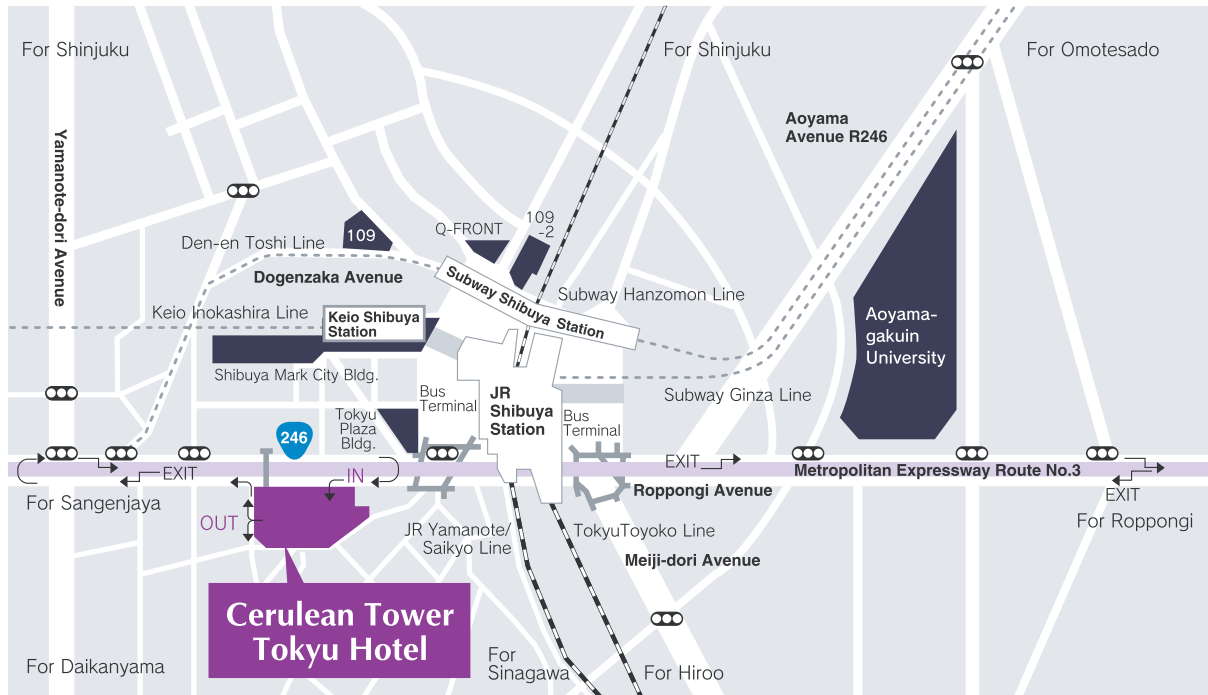 For Shinjuku
For Shinjuku
For Omotesado
Aoyama
Avenue R246
Yamanote-dori Avenue
109
-2
Q-FRONT
109
Den-en Toshi Line
Dogenzaka Avenue
Subway Shibuya Station
Subway Hanzomon Line
Keio Inokashira Line
Keio Shibuya
Station
Aoyama-
gakuin
University
Shibuya Mark City Bldg.
Bus
Terminal
JR
Shibuya
Station
Subway Ginza Line
Tokyu
Plaza
Bldg.
Bus
Terminal
246
EXIT
IN
EXIT
Metropolitan Expressway Route No.3
Roppongi Avenue
EXIT
For Sangenjaya
OUT
For Roppongi
JR Yamanote/
Saikyo Line
TokyuToyoko Line
Meiji-dori Avenue
Cerulean Tower
Tokyu Hotel
For Daikanyama
For
Sinagawa
For Hiroo